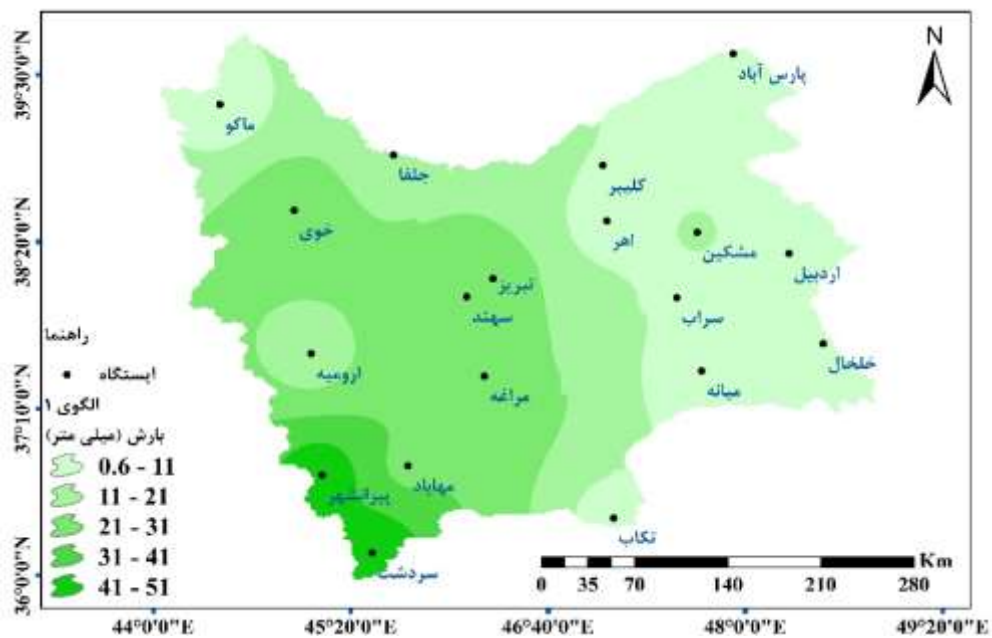 N
39°30'0"N
38°20'0"N
37°10'0"N
36°0'0"N
پارس آباد
ماکو
جلفا
کلیبر
خوی
اهر
مشکین
اردبیل
تبریز
سهند
سراب
ارومیه
خلخال
مراغه
میانه
مهاباد
پیرانشهر
تکاب
سردشت
راهنما
ایستگاه
الگوی ۱
بارش (میلی متر)
0.6 - 11
11 - 21
21 - 31
31 - 41
41 - 51
Km
0 35 70 140 210 280
44°0'0"E 45°20'0"E 46°40'0"E 48°0'0"E 49°20'0"E